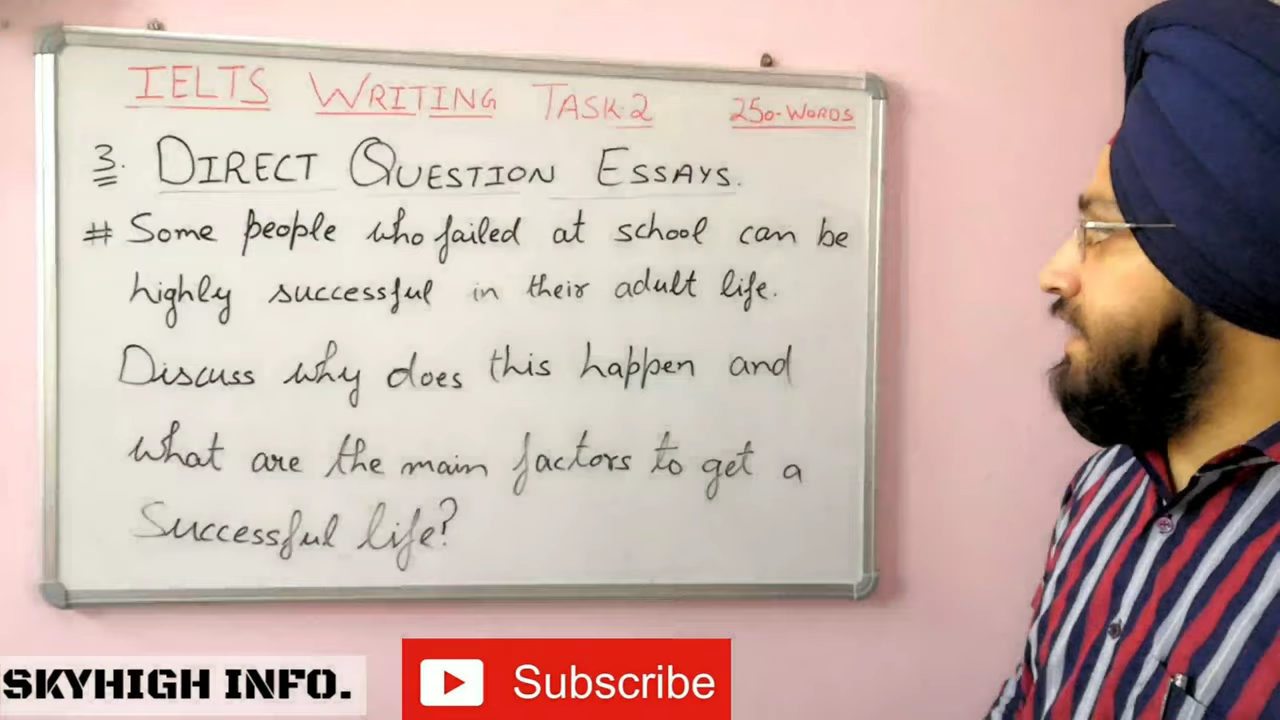 IELTS WRITING TASK 2 250-WORDS
3. DIRECT QUESTION ESSAYS.
# Some people who failed at school can be
highly successful in their adult life.
Discuss why does this happen and
what are the main factors to get a
Successful life?
SKYHIGH INFO.
Subscribe